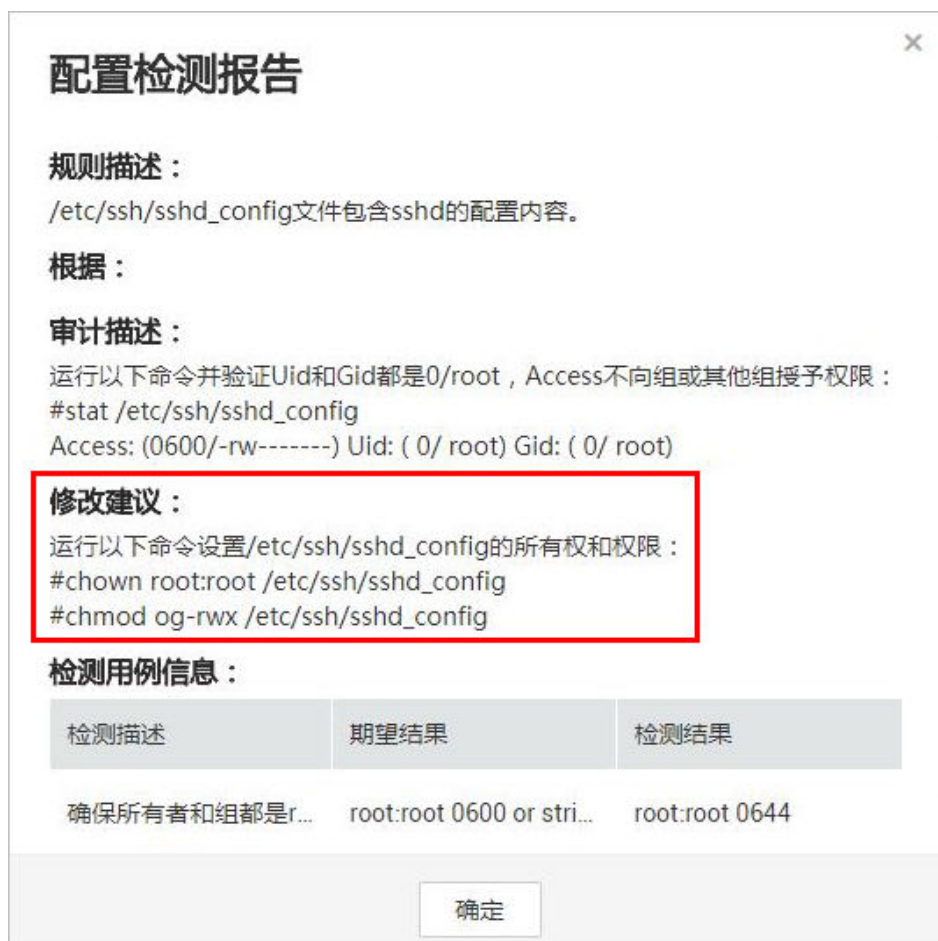 配置检测报告
规则描述：
/etc/ssh/sshd_config文件包含sshd的配置内容。
根据：
审计描述：
运行以下命令并验证Uid和Gid都是0/root，Access不向组或其他组授予权限：
#stat /etc/ssh/sshd_config
Access: (0600/-rw-------) Uid: ( 0/ root) Gid: ( 0/ root)
修改建议：
运行以下命令设置/etc/ssh/sshd_config的所有权和权限：
#chown root:root /etc/ssh/sshd_config
#chmod og-rwx /etc/ssh/sshd_config
检测用例信息：
检测描述 期望结果 检测结果
确保所有者和组都是r... root:root 0600 or stri... root:root 0644
确定